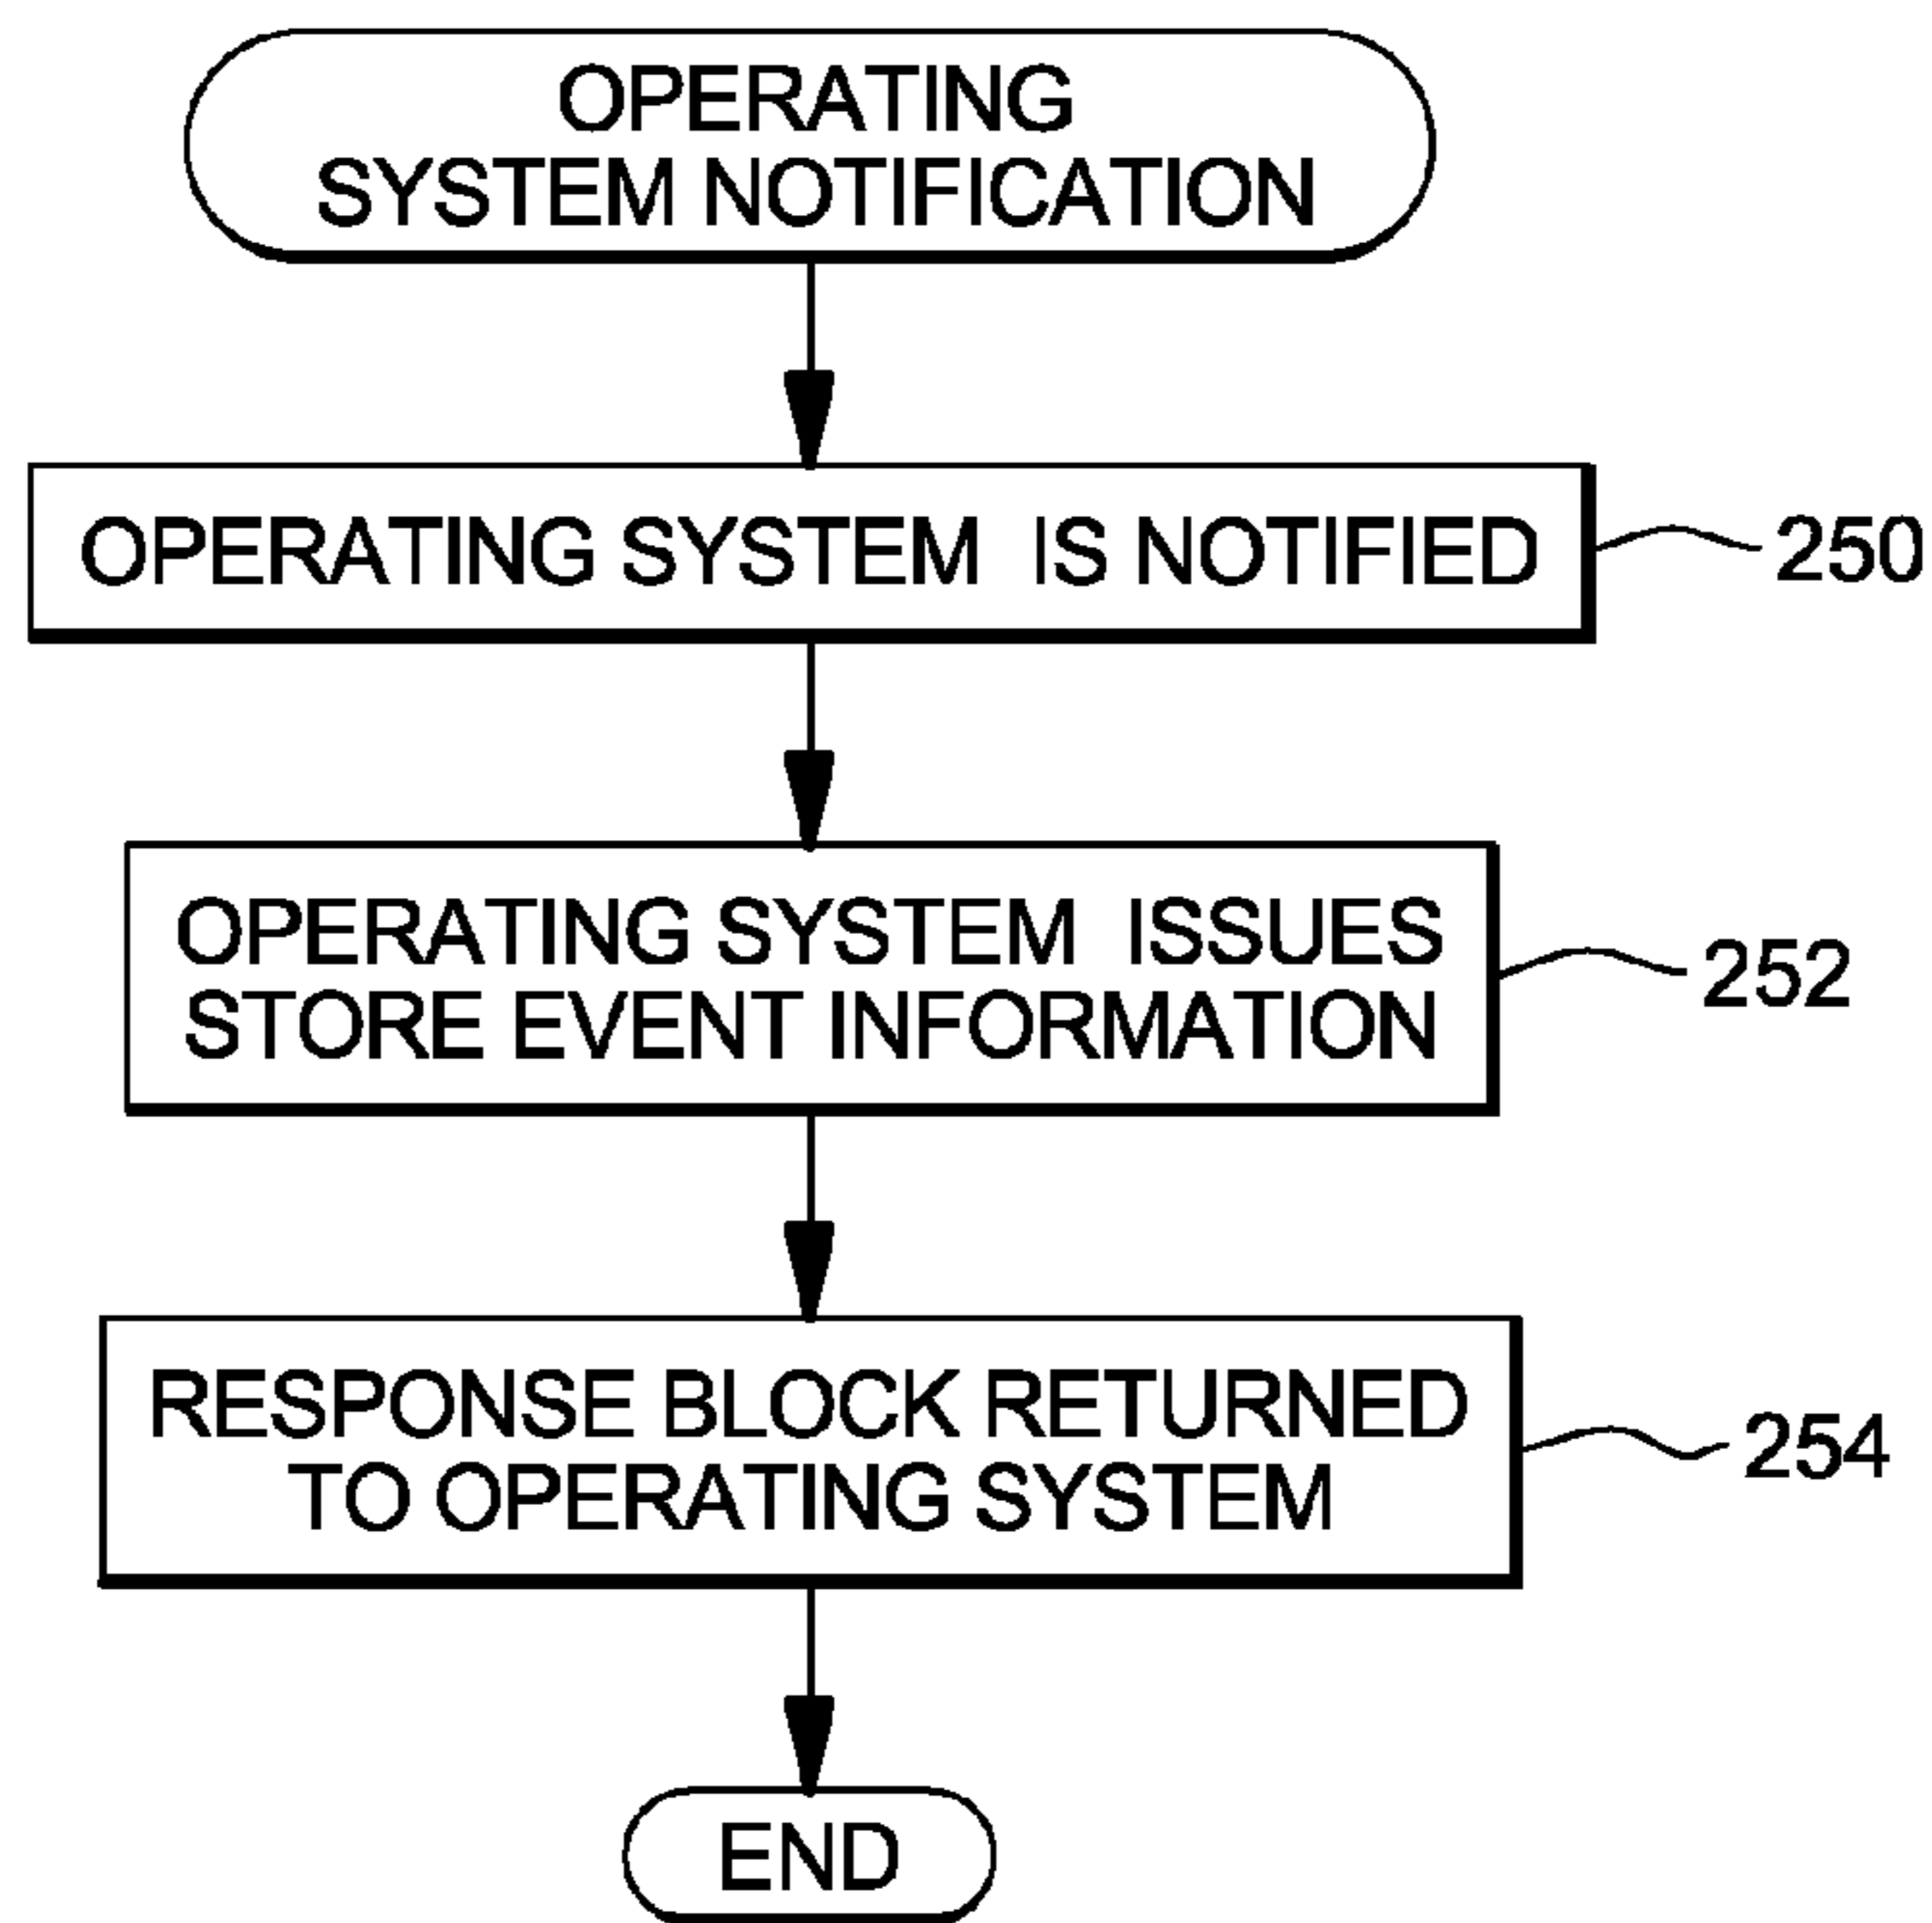 OPERATING
SYSTEM NOTIFICATION
OPERATING SYSTEM IS NOTIFIED
250
OPERATING SYSTEM ISSUES
STORE EVENT INFORMATION
252
RESPONSE BLOCK RETURNED
TO OPERATING SYSTEM
254
END